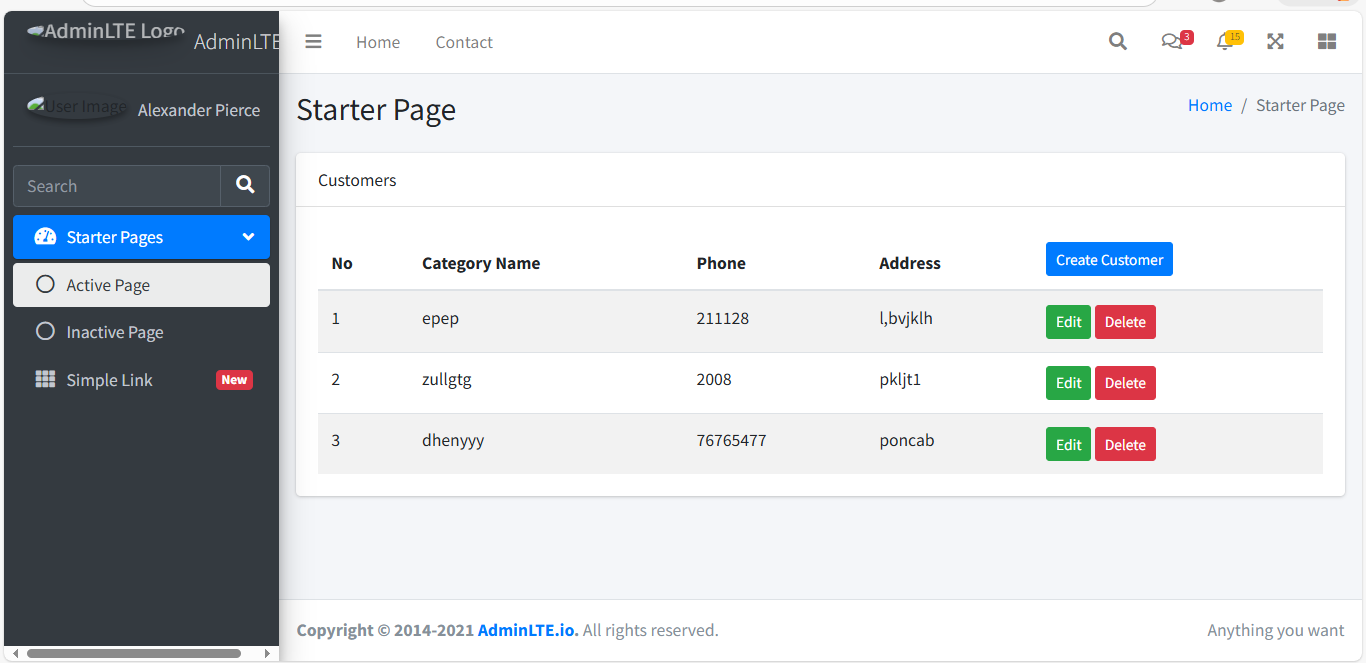 AdminLTE Logo AdminLTE
Home Contact
3 15
User Image Alexander Pierce
Search
Starter Pages
Active Page
Inactive Page
Simple Link New
Starter Page
Home / Starter Page
Customers
No Category Name Phone Address Create Customer
1 epep 211128 l,bvjklh Edit Delete
2 zullgtg 2008 pkljt1 Edit Delete
3 dhenyyy 76765477 poncab Edit Delete
Copyright © 2014-2021 AdminLTE.io. All rights reserved.
Anything you want